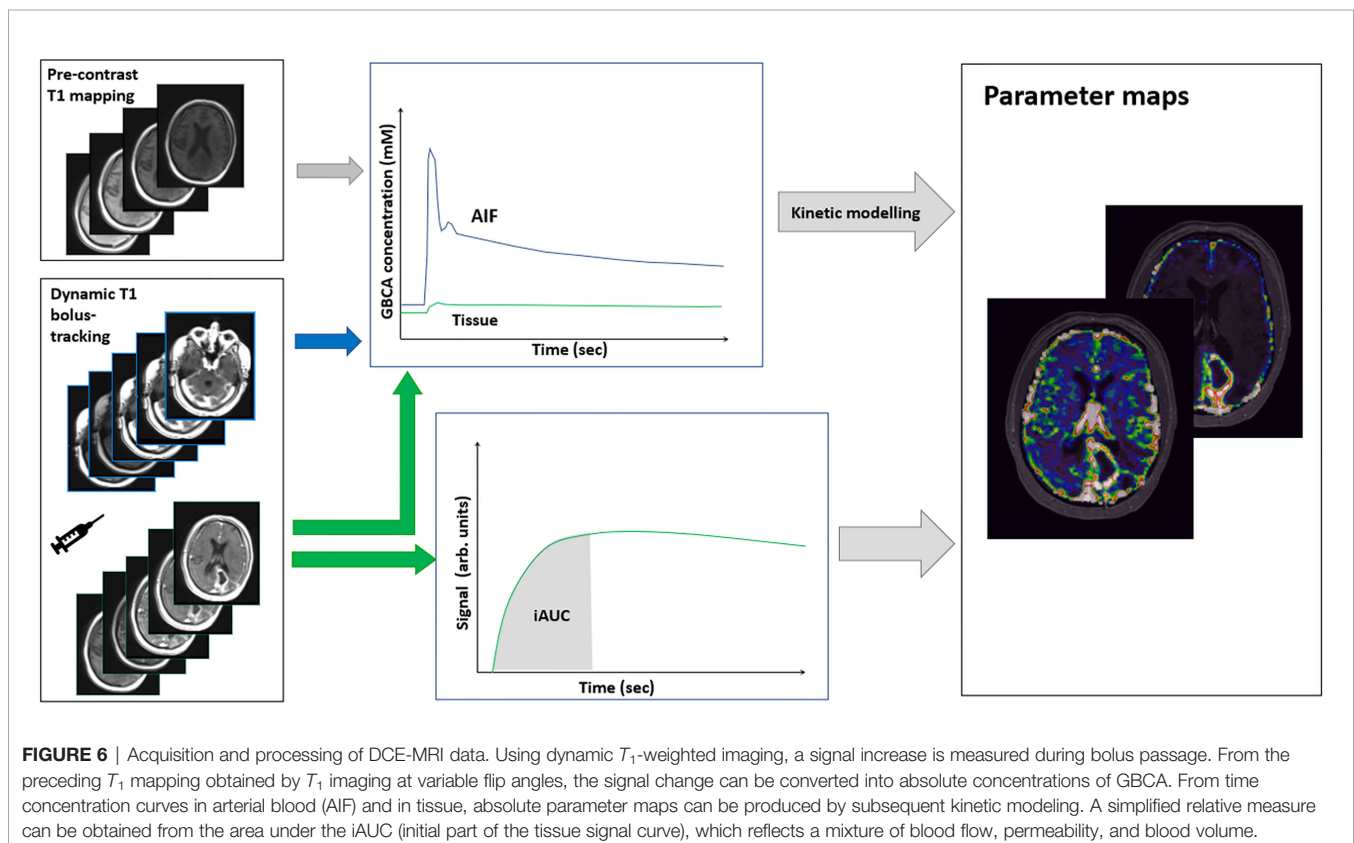 Pre-contrast
T1 mapping
Dynamic T1
bolus-
tracking
GBCA concentration (mM)
AIF
Tissue
Time (sec)
Signal (arb. units)
iAUC
Time (sec)
Kinetic modelling
Parameter maps
FIGURE 6 | Acquisition and processing of DCE-MRI data. Using dynamic T1-weighted imaging, a signal increase is measured during bolus passage. From the
preceding T1 mapping obtained by T1 imaging at variable flip angles, the signal change can be converted into absolute concentrations of GBCA. From time
concentration curves in arterial blood (AIF) and in tissue, absolute parameter maps can be produced by subsequent kinetic modeling. A simplified relative measure
can be obtained from the area under the iAUC (initial part of the tissue signal curve), which reflects a mixture of blood flow, permeability, and blood volume.